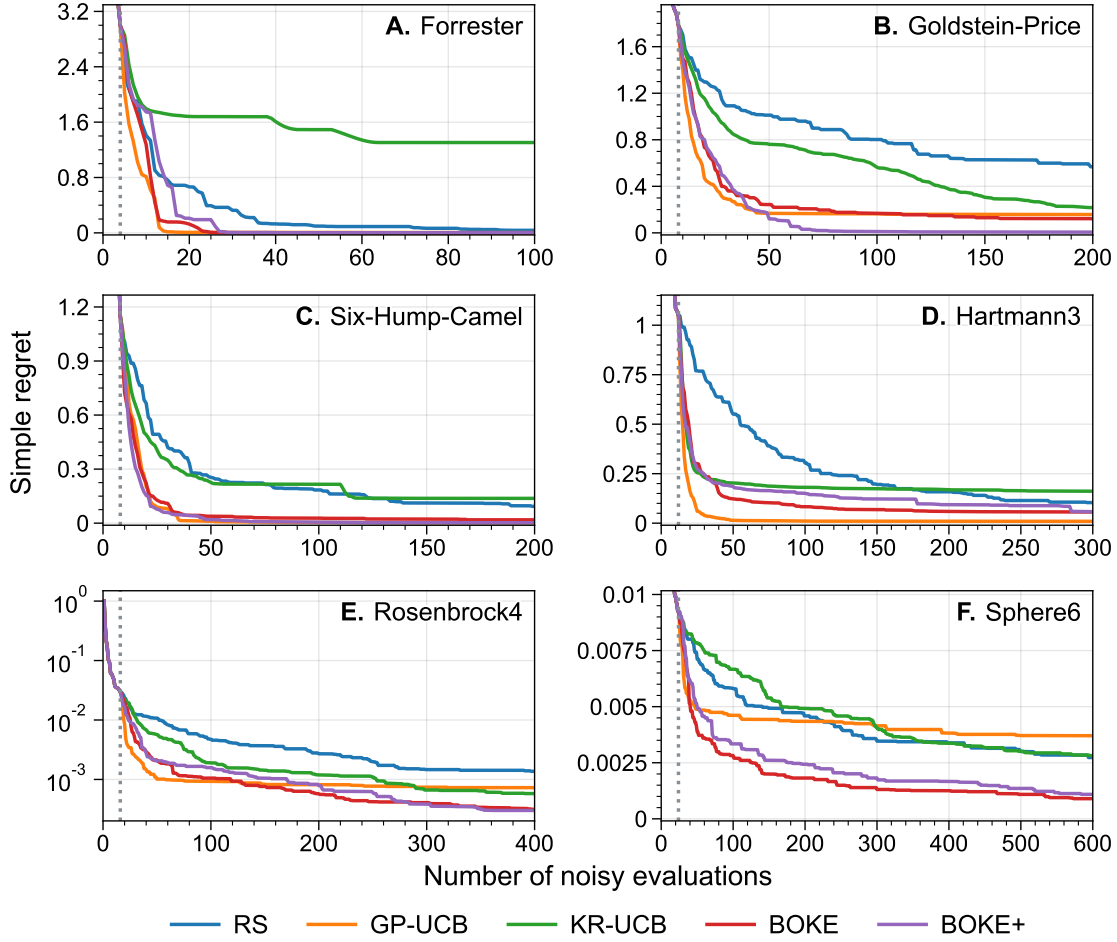 A. Forrester
3.2
2.4
1.6
0.8
0
0 20 40 60 80 100
B. Goldstein-Price
1.6
1.2
0.8
0.4
0
0 50 100 150 200
C. Six-Hump-Camel
1.2
0.9
0.6
0.3
0
0 50 100 150 200
D. Hartmann3
1
0.75
0.5
0.25
0
0 50 100 150 200 250 300
E. Rosenbrock4
10^0
10^-1
10^-2
10^-3
0 100 200 300 400
F. Sphere6
0.01
0.0075
0.005
0.0025
0
0 100 200 300 400 500 600
Simple regret
Number of noisy evaluations
RS GP-UCB KR-UCB BOKE BOKE+